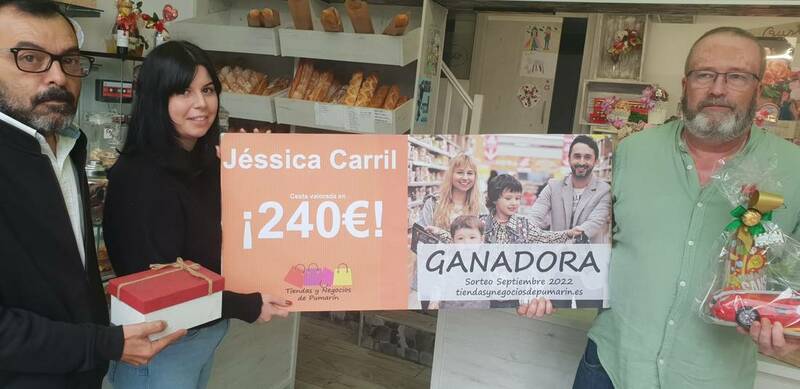 Jéssica Carril
Cesta valorada en
¡240€!
Tiendas y Negocios
de Pumarín
GANADORA
Sorteo Septiembre 2022
tiendasynegociosdepumarin.es